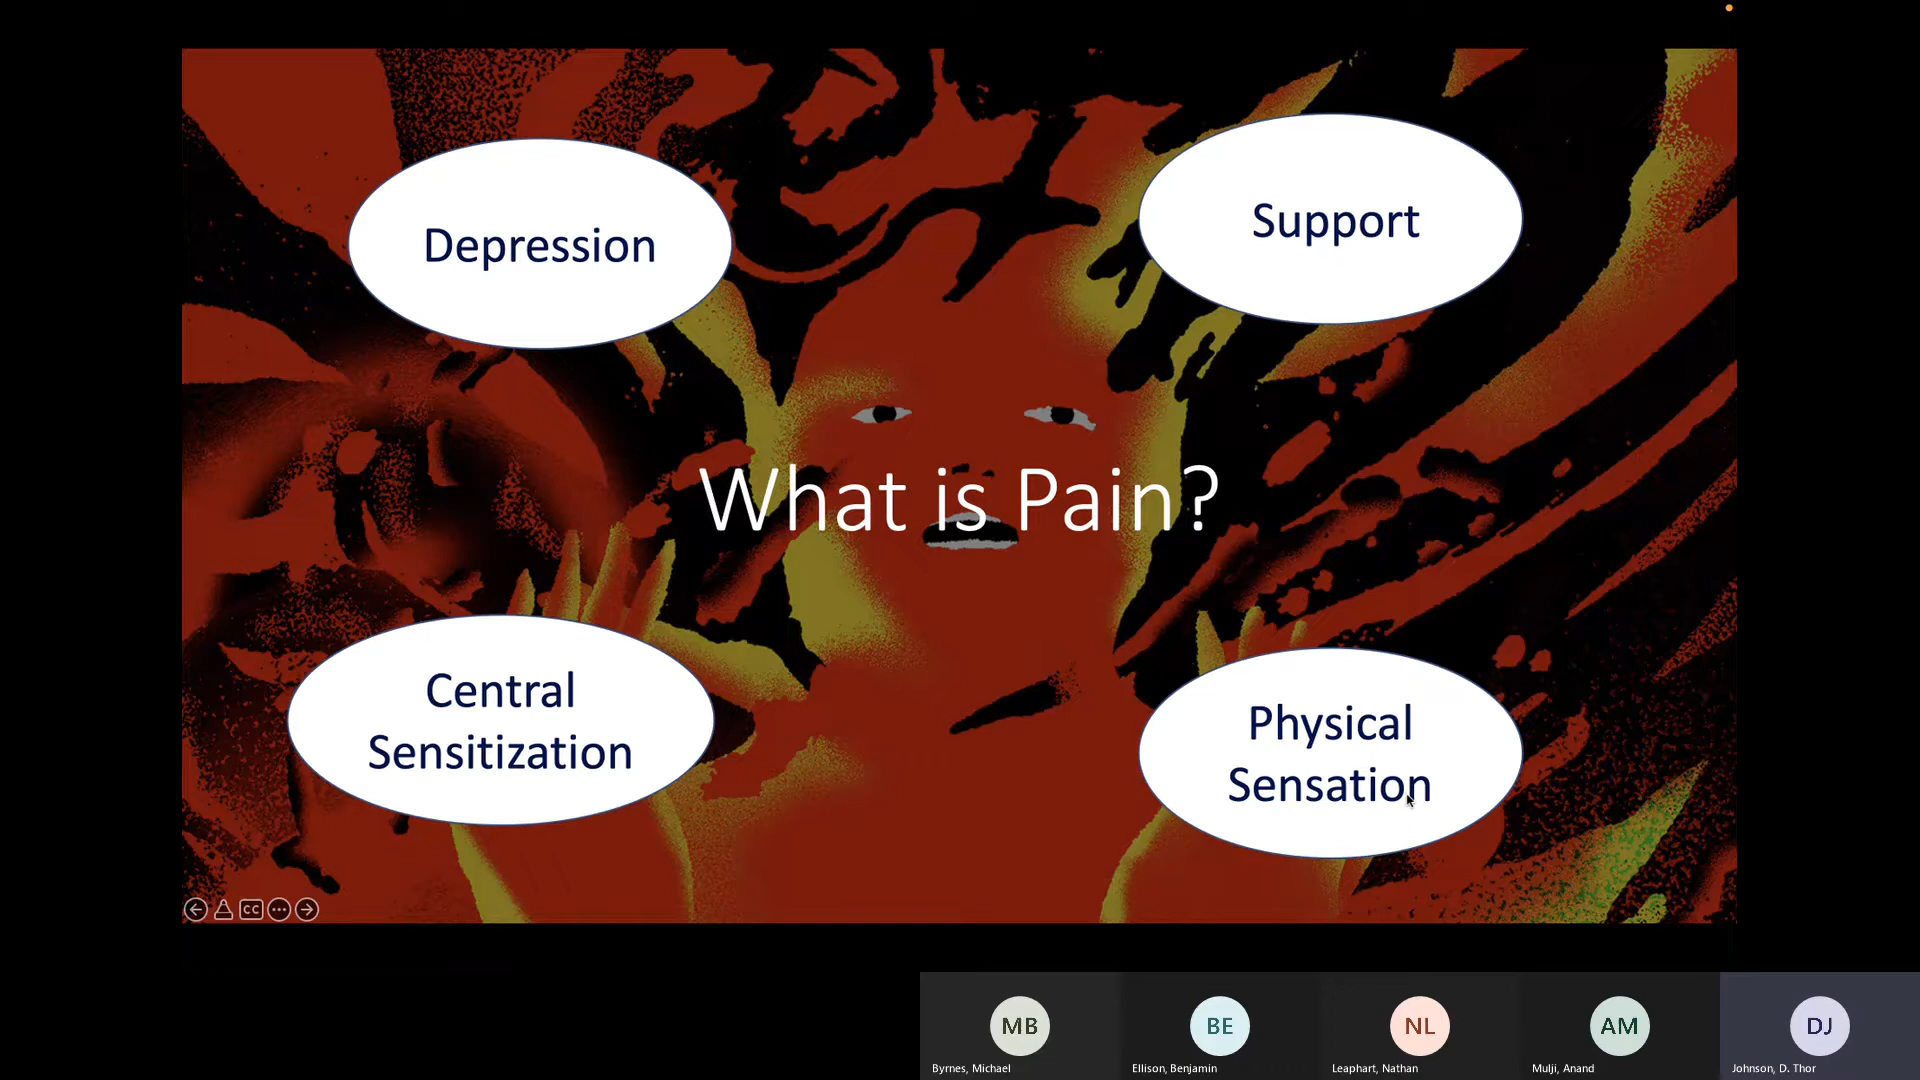 Depression
Support
What is Pain?
Central
Sensitization
Physical
Sensation
CC
MB
BE
NL
AM
DJ
Byrnes, Michael
Ellison, Benjamin
Leaphart, Nathan
Mulji, Anand
Johnson, D. Thor